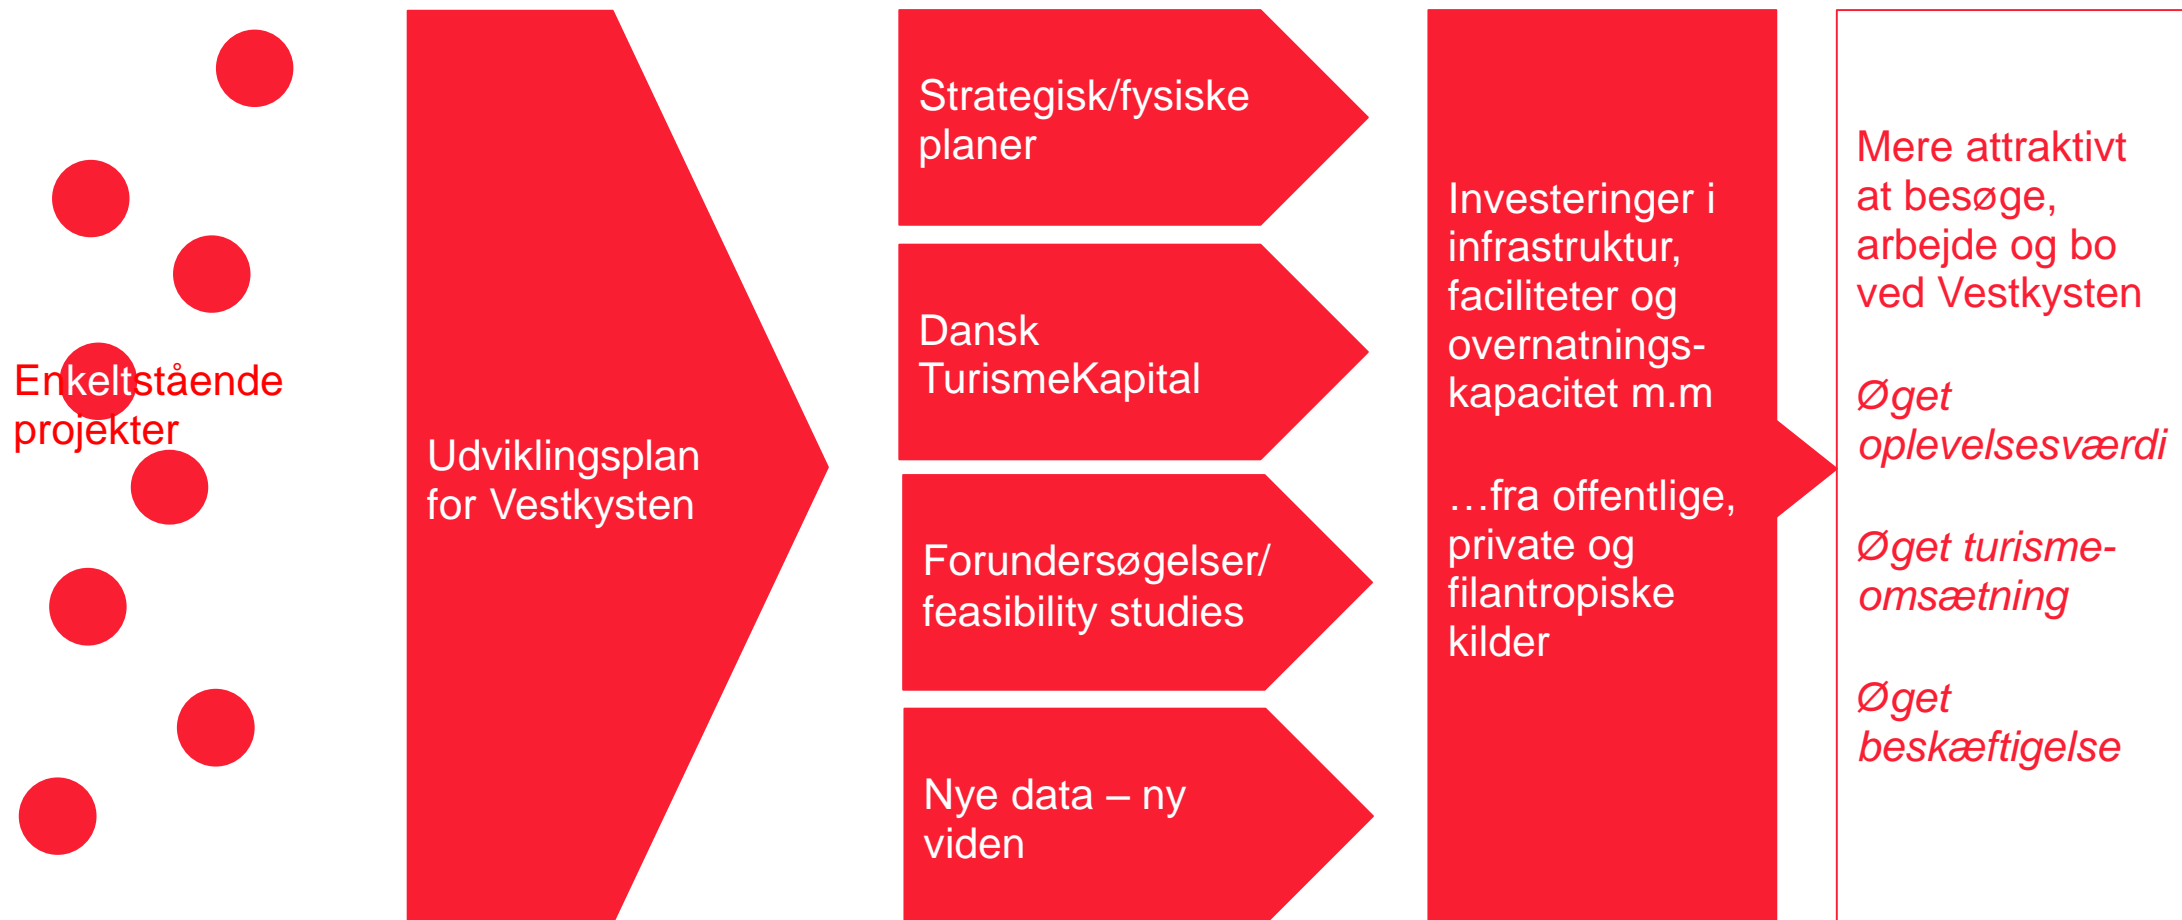 Enkeltstående
projekter
Udviklingsplan
for Vestkysten
Strategisk/fysiske
planer
Dansk
TurismeKapital
Forundersøgelser/
feasibility studies
Nye data – ny
viden
Investeringer i
infrastruktur,
faciliteter og
overnatnings-
kapacitet m.m
…fra offentlige,
private og
filantropiske
kilder
Mere attraktivt
at besøge,
arbejde og bo
ved Vestkysten
Øget
oplevelsesværdi
Øget turisme-
omsætning
Øget
beskæftigelse